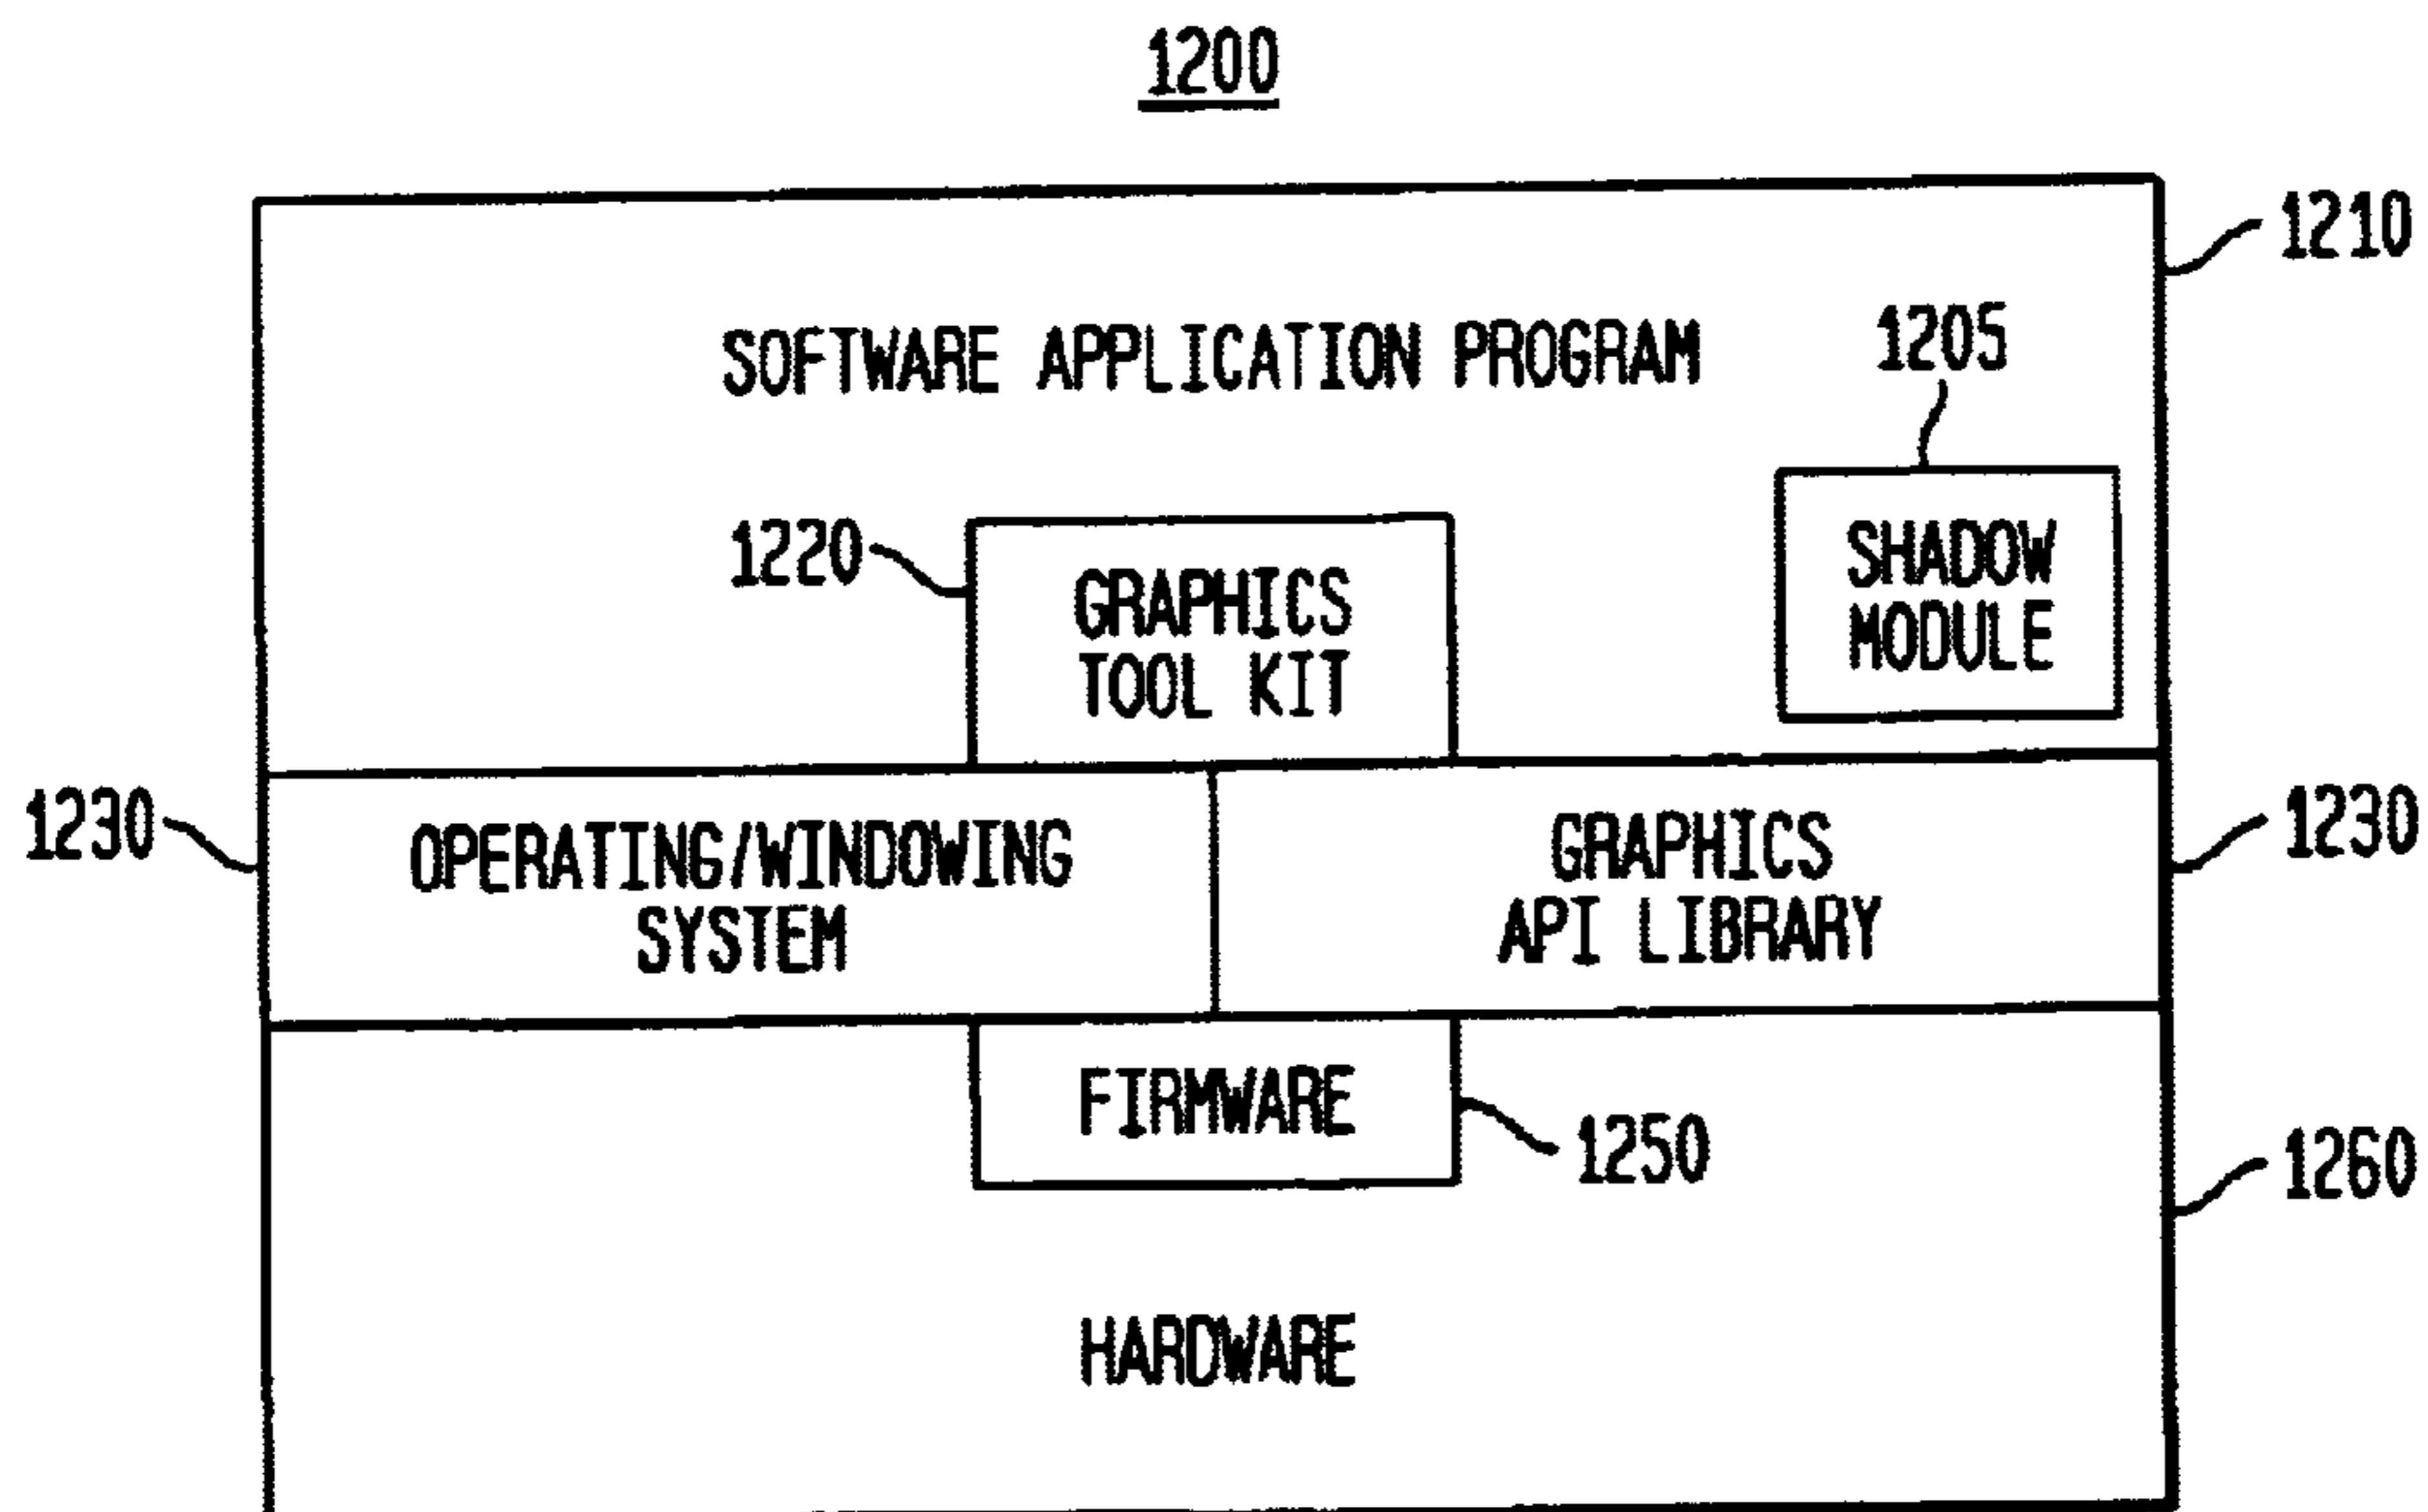 1200
1210
SOFTWARE APPLICATION PROGRAM
1205
1220
GRAPHICS
TOOL KIT
SHADOW
MODULE
1230
OPERATING/WINDOWING
SYSTEM
GRAPHICS
API LIBRARY
1230
FIRMWARE
1250
1260
HARDWARE